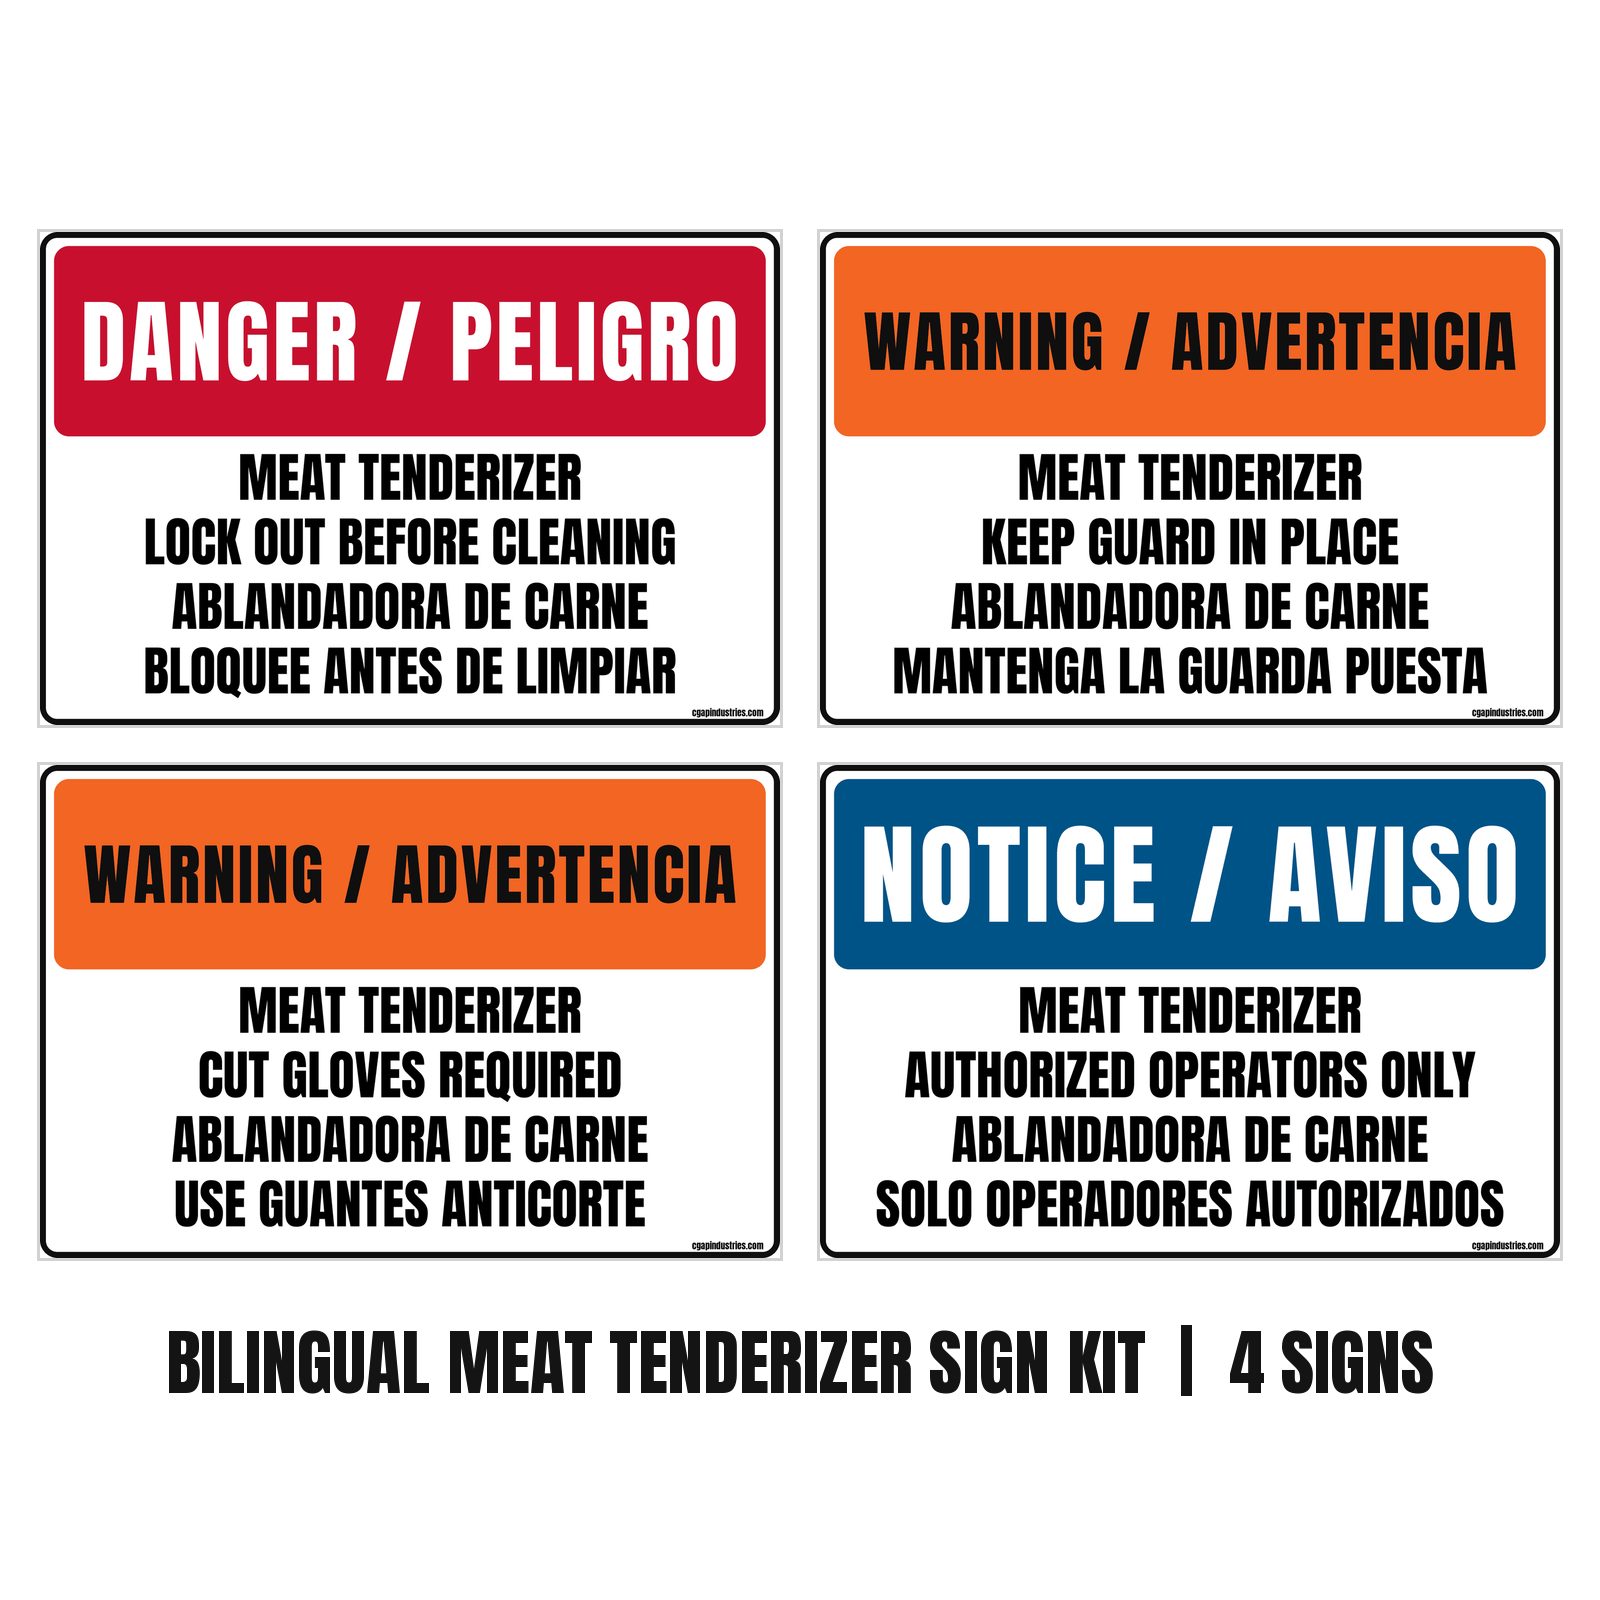 DANGER / PELIGRO
MEAT TENDERIZER
LOCK OUT BEFORE CLEANING
ABLANDADORA DE CARNE
BLOQUEE ANTES DE LIMPIAR
cgapindustries.com
WARNING / ADVERTENCIA
MEAT TENDERIZER
KEEP GUARD IN PLACE
ABLANDADORA DE CARNE
MANTENGA LA GUARDA PUESTA
cgapindustries.com
WARNING / ADVERTENCIA
MEAT TENDERIZER
CUT GLOVES REQUIRED
ABLANDADORA DE CARNE
USE GUANTES ANTICORTE
cgapindustries.com
NOTICE / AVISO
MEAT TENDERIZER
AUTHORIZED OPERATORS ONLY
ABLANDADORA DE CARNE
SOLO OPERADORES AUTORIZADOS
cgapindustries.com
BILINGUAL MEAT TENDERIZER SIGN KIT | 4 SIGNS